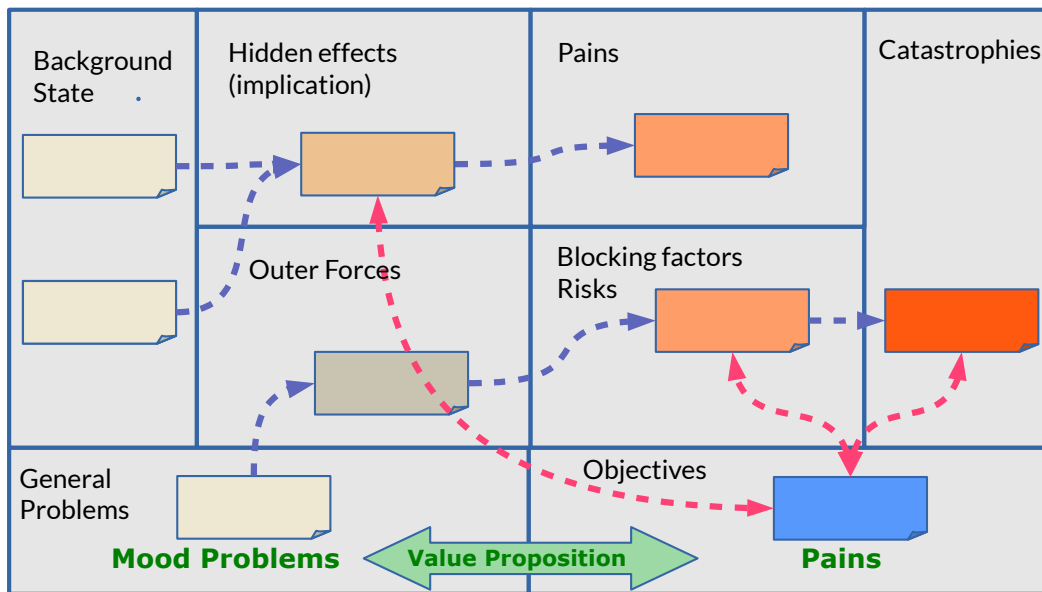 Background
State
Hidden effects
(implication)
Pains
Catastrophies
Outer Forces
Blocking factors
Risks
General
Problems
Objectives
Mood Problems
Value Proposition
Pains